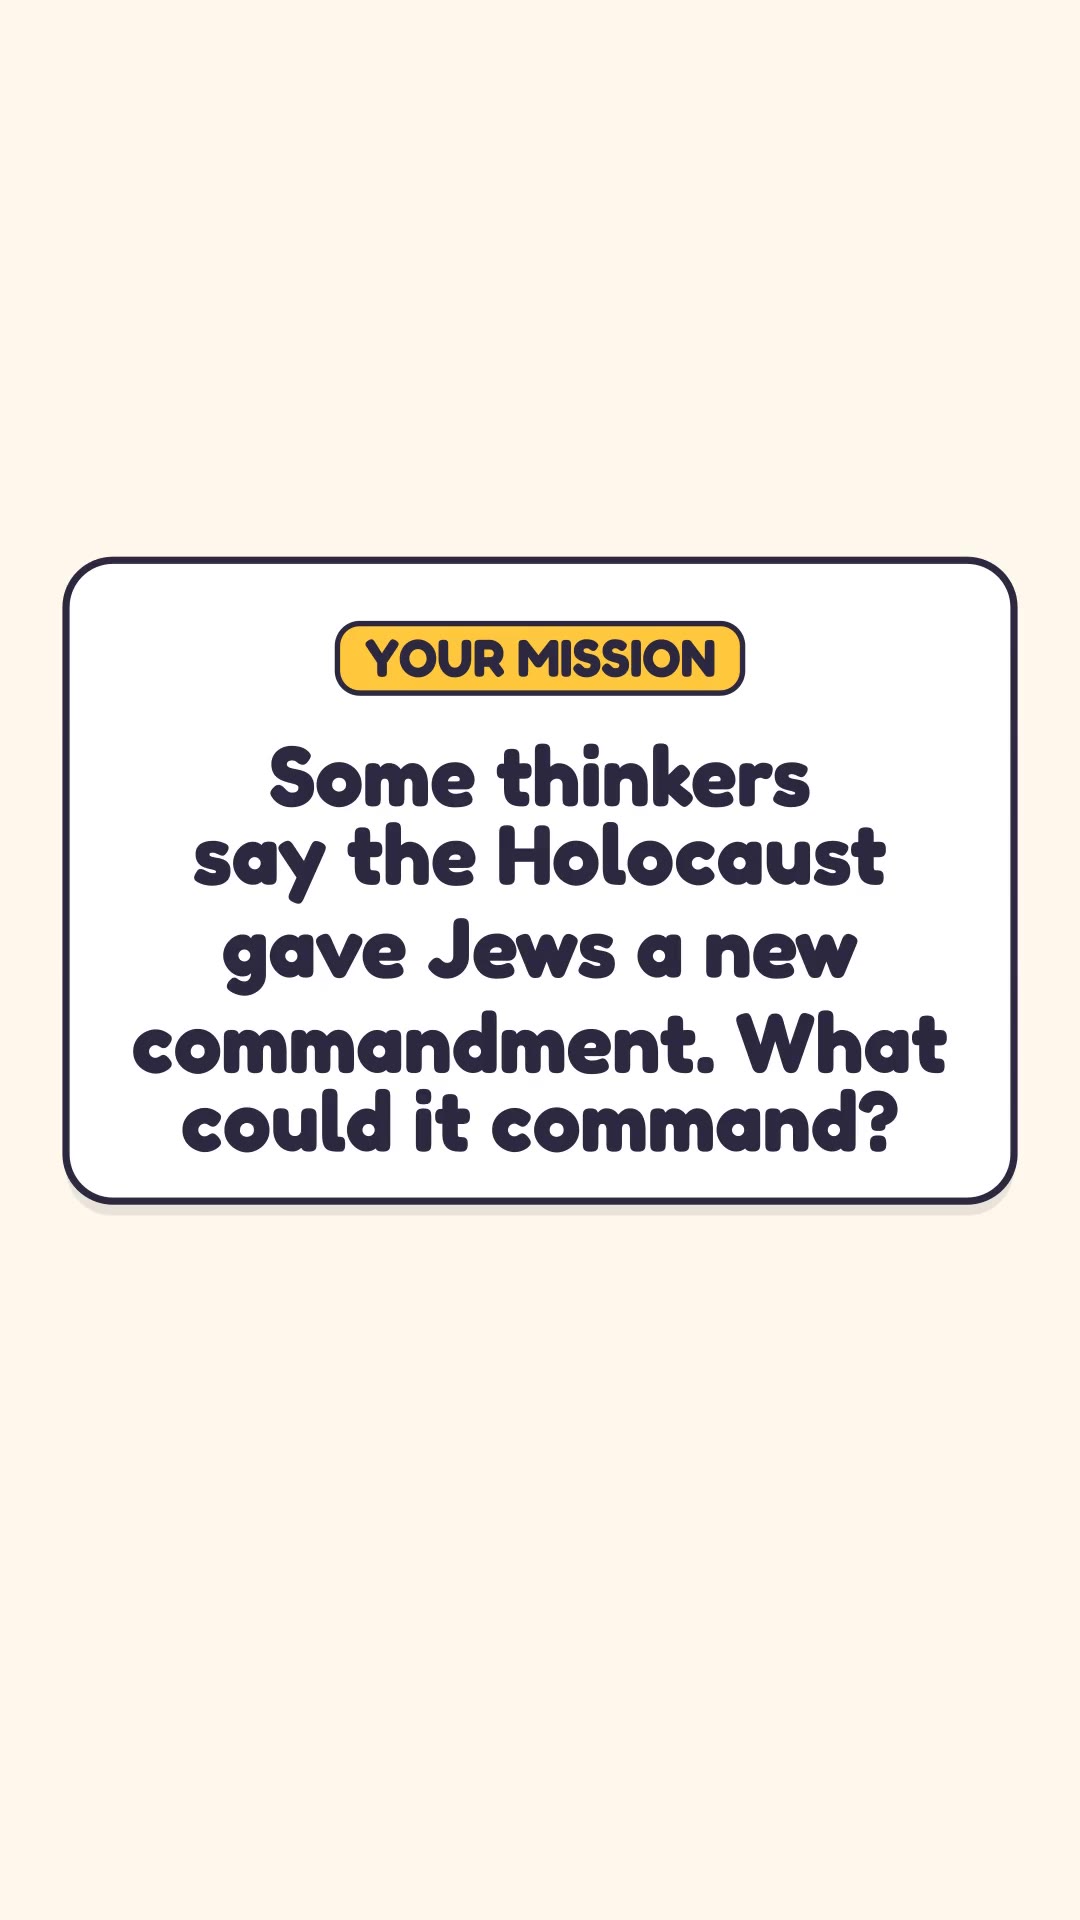 YOUR MISSION
Some thinkers
say the Holocaust
gave Jews a new
commandment. What
could it command?